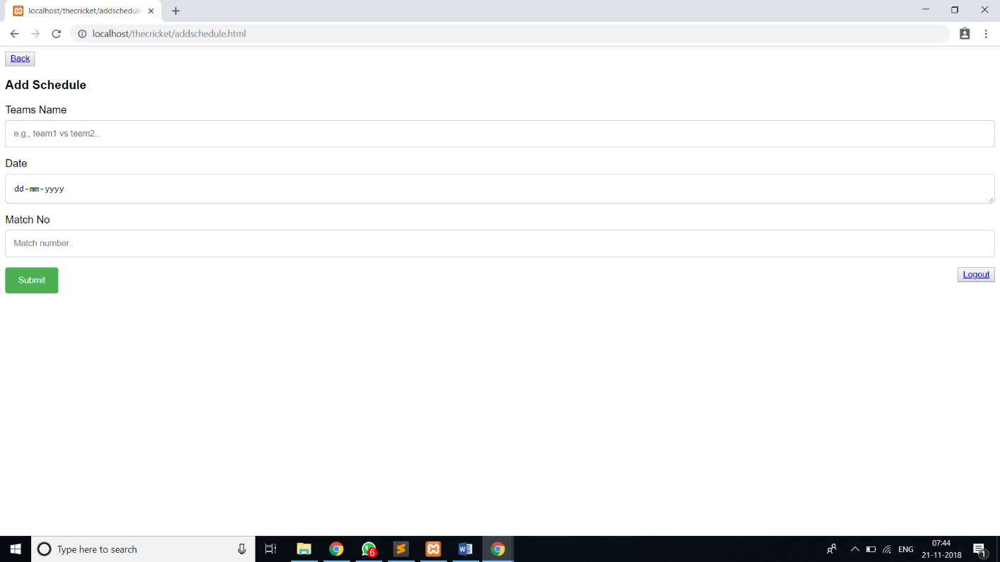 localhost/thecricket/addschedule
localhost/thecricket/addschedule.html
Back
Add Schedule
Teams Name
e.g., team1 vs team2..
Date
dd-mm-yyyy
Match No
Match number..
Submit
Logout
Type here to search
6
W
ENG
07:44
21-11-2018
1